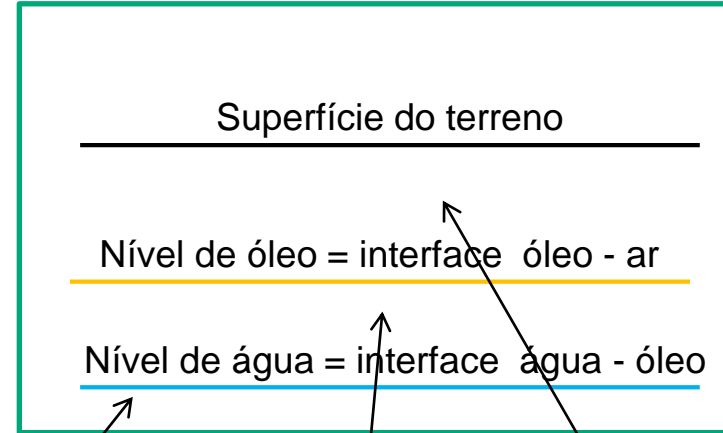 Superfície do terreno
Nível de óleo = interface óleo - ar
Nível de água = interface água - óleo